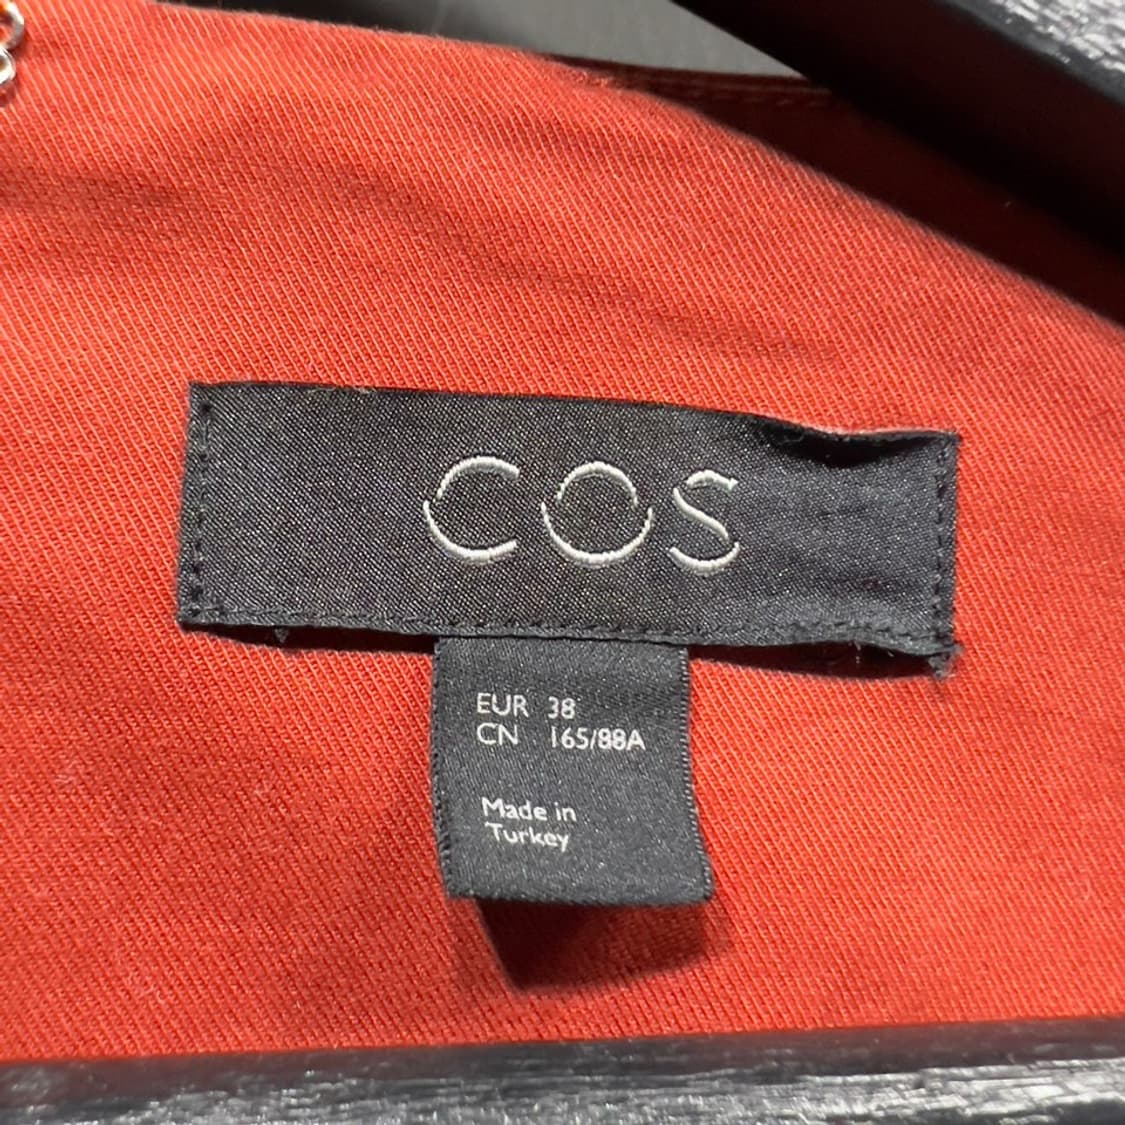 COS
EUR 38
CN 165/88A
Made in
Turkey